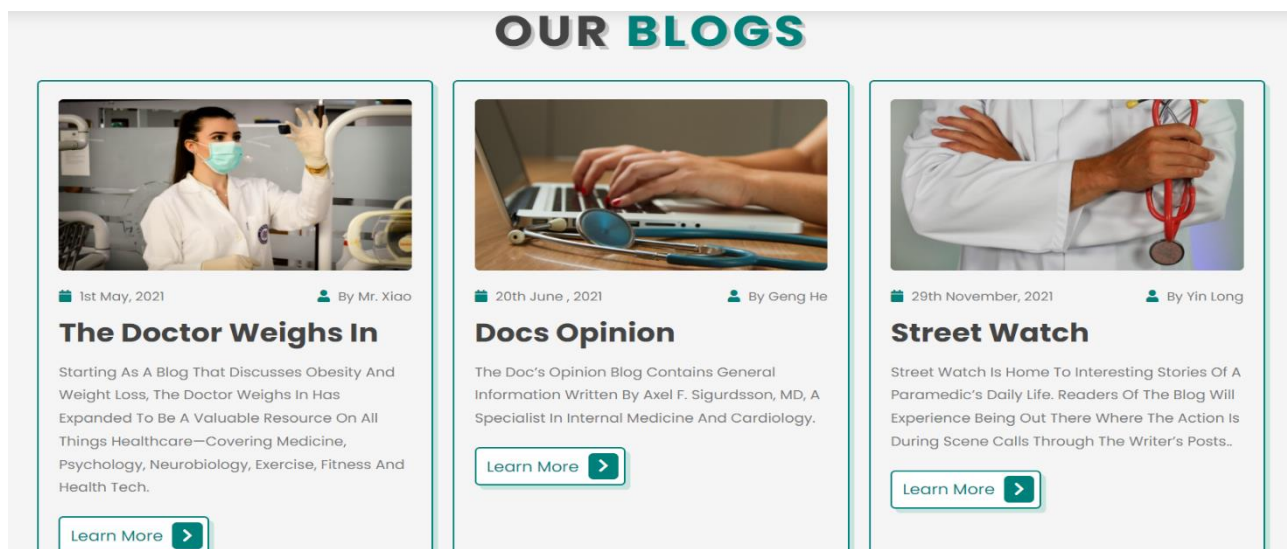 OUR BLOGS
1st May, 2021
By Mr. Xiao
The Doctor Weighs In
Starting As A Blog That Discusses Obesity And
Weight Loss, The Doctor Weighs In Has
Expanded To Be A Valuable Resource On All
Things Healthcare—Covering Medicine,
Psychology, Neurobiology, Exercise, Fitness And
Health Tech.
Learn More
20th June , 2021
By Geng He
Docs Opinion
The Doc's Opinion Blog Contains General
Information Written By Axel F. Sigurdsson, MD, A
Specialist In Internal Medicine And Cardiology.
Learn More
29th November, 2021
By Yin Long
Street Watch
Street Watch Is Home To Interesting Stories Of A
Paramedic's Daily Life. Readers Of The Blog Will
Experience Being Out There Where The Action Is
During Scene Calls Through The Writer's Posts..
Learn More